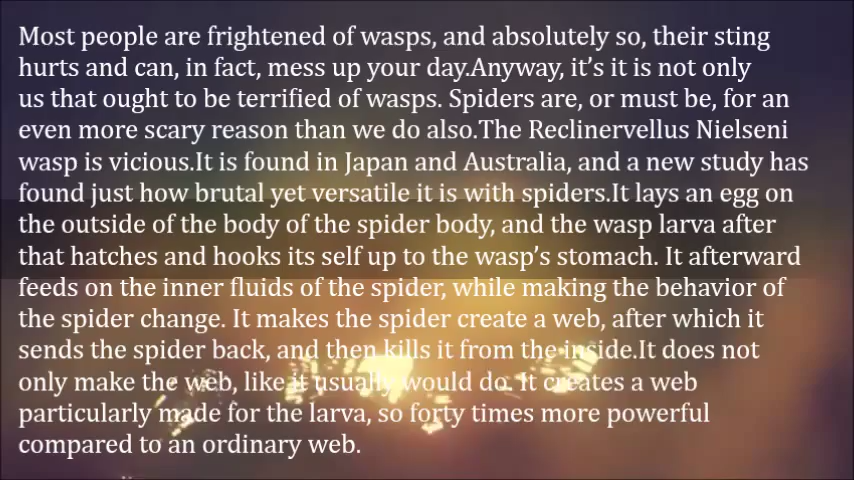 Most people are frightened of wasps, and absolutely so, their sting
hurts and can, in fact, mess up your day.Anyway, it’s it is not only
us that ought to be terrified of wasps. Spiders are, or must be, for an
even more scary reason than we do also.The Reclinervellus Nielseni
wasp is vicious.It is found in Japan and Australia, and a new study has
found just how brutal yet versatile it is with spiders.It lays an egg on
the outside of the body of the spider body, and the wasp larva after
that hatches and hooks its self up to the wasp’s stomach. It afterward
feeds on the inner fluids of the spider, while making the behavior of
the spider change. It makes the spider create a web, after which it
sends the spider back, and then kills it from the inside.It does not
only make the web, like it usually would do. It creates a web
particularly made for the larva, so forty times more powerful
compared to an ordinary web.